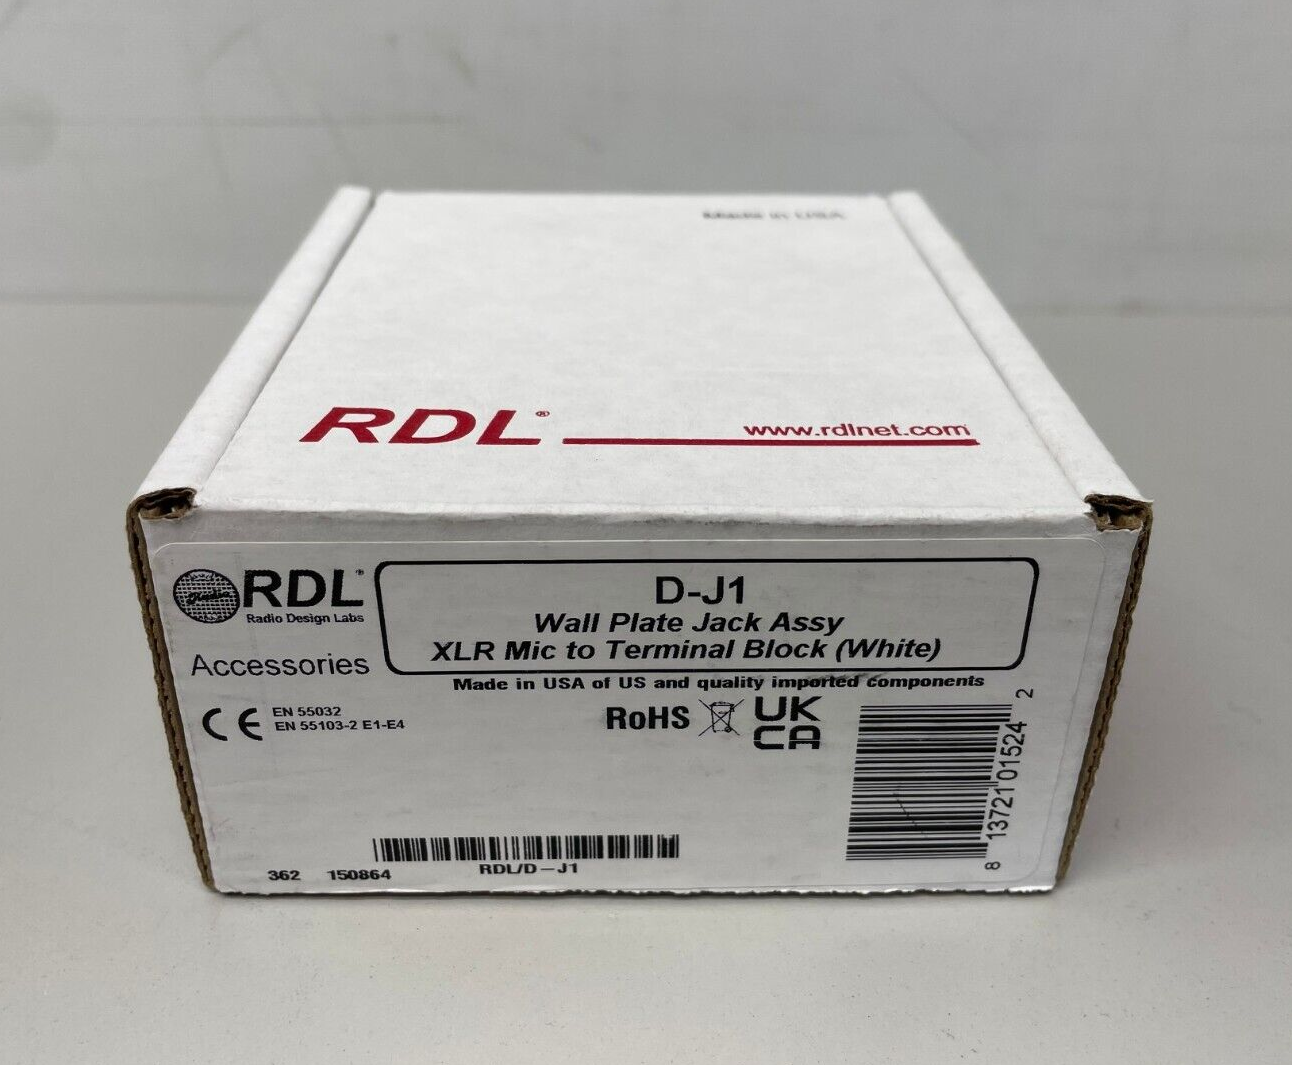 Made in USA
RDL®
www.rdlnet.com
RDL®
Radio Design Labs
Accessories
D-J1
Wall Plate Jack Assy
XLR Mic to Terminal Block (White)
Made in USA of US and quality imported components
CE EN 55032
EN 55103-2 E1-E4
RoHS
UK
CA
8 13721 01524 2
RDL/D-J1
362 150864